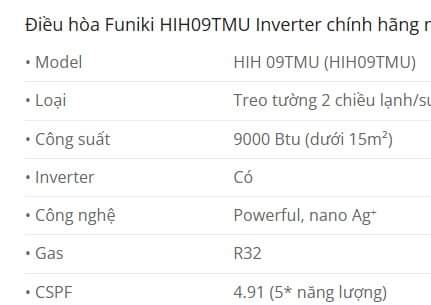 Điều hòa Funiki HIH09TMU Inverter chính hãng
• Model HIH 09TMU (HIH09TMU)
• Loại Treo tường 2 chiều lạnh/
• Công suất 9000 Btu (dưới 15m²)
• Inverter Có
• Công nghệ Powerful, nano Ag⁺
• Gas R32
• CSPF 4.91 (5* năng lượng)